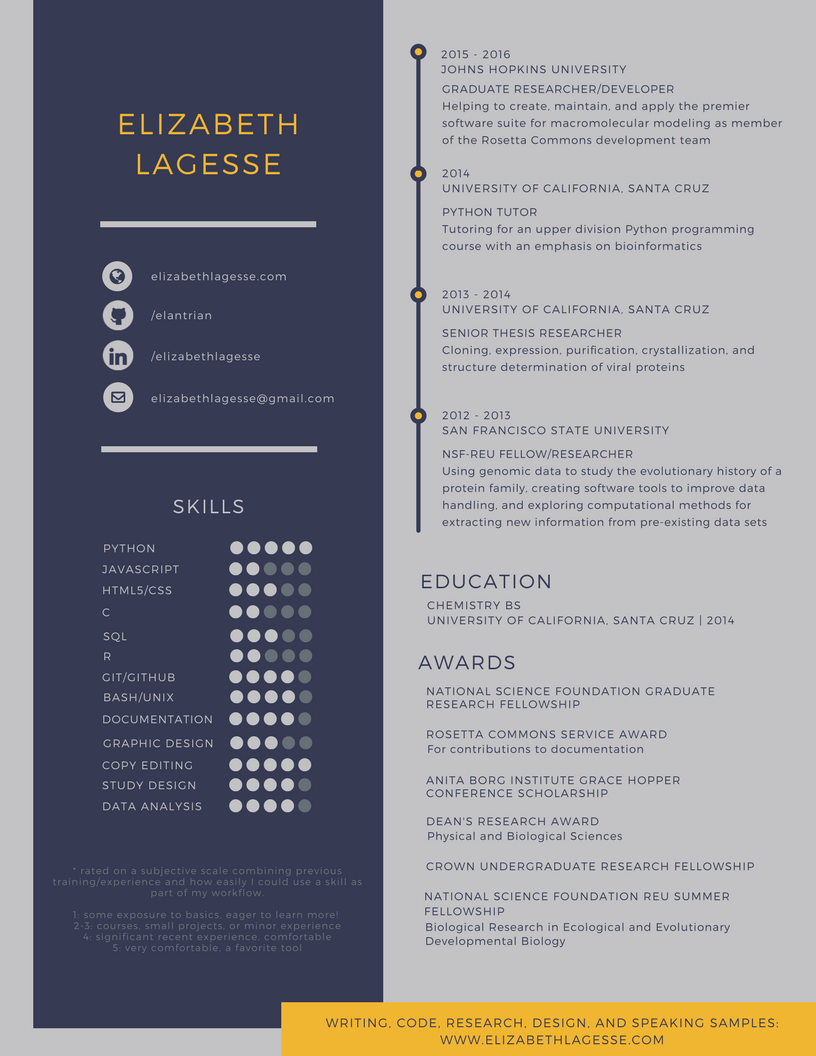 ELIZABETH
LAGESSE
elizabethlagesse.com
/elantrian
/elizabethlagesse
elizabethlagesse@gmail.com
SKILLS
PYTHON
JAVASCRIPT
HTML5/CSS
C
SQL
R
GIT/GITHUB
BASH/UNIX
DOCUMENTATION
GRAPHIC DESIGN
COPY EDITING
STUDY DESIGN
DATA ANALYSIS
* rated on a subjective scale combining previous
training/experience and how easily I could use a skill as
part of my workflow.
1: some exposure to basics, eager to learn more!
2-3: courses, small projects, or minor experience
4: significant recent experience, comfortable
5: very comfortable, a favorite tool
2015 - 2016
JOHNS HOPKINS UNIVERSITY
GRADUATE RESEARCHER/DEVELOPER
Helping to create, maintain, and apply the premier
software suite for macromolecular modeling as member
of the Rosetta Commons development team
2014
UNIVERSITY OF CALIFORNIA, SANTA CRUZ
PYTHON TUTOR
Tutoring for an upper division Python programming
course with an emphasis on bioinformatics
2013 - 2014
UNIVERSITY OF CALIFORNIA, SANTA CRUZ
SENIOR THESIS RESEARCHER
Cloning, expression, purification, crystallization, and
structure determination of viral proteins
2012 - 2013
SAN FRANCISCO STATE UNIVERSITY
NSF-REU FELLOW/RESEARCHER
Using genomic data to study the evolutionary history of a
protein family, creating software tools to improve data
handling, and exploring computational methods for
extracting new information from pre-existing data sets
EDUCATION
CHEMISTRY BS
UNIVERSITY OF CALIFORNIA, SANTA CRUZ | 2014
AWARDS
NATIONAL SCIENCE FOUNDATION GRADUATE
RESEARCH FELLOWSHIP
ROSETTA COMMONS SERVICE AWARD
For contributions to documentation
ANITA BORG INSTITUTE GRACE HOPPER
CONFERENCE SCHOLARSHIP
DEAN'S RESEARCH AWARD
Physical and Biological Sciences
CROWN UNDERGRADUATE RESEARCH FELLOWSHIP
NATIONAL SCIENCE FOUNDATION REU SUMMER
FELLOWSHIP
Biological Research in Ecological and Evolutionary
Developmental Biology
WRITING, CODE, RESEARCH, DESIGN, AND SPEAKING SAMPLES:
WWW.ELIZABETHLAGESSE.COM